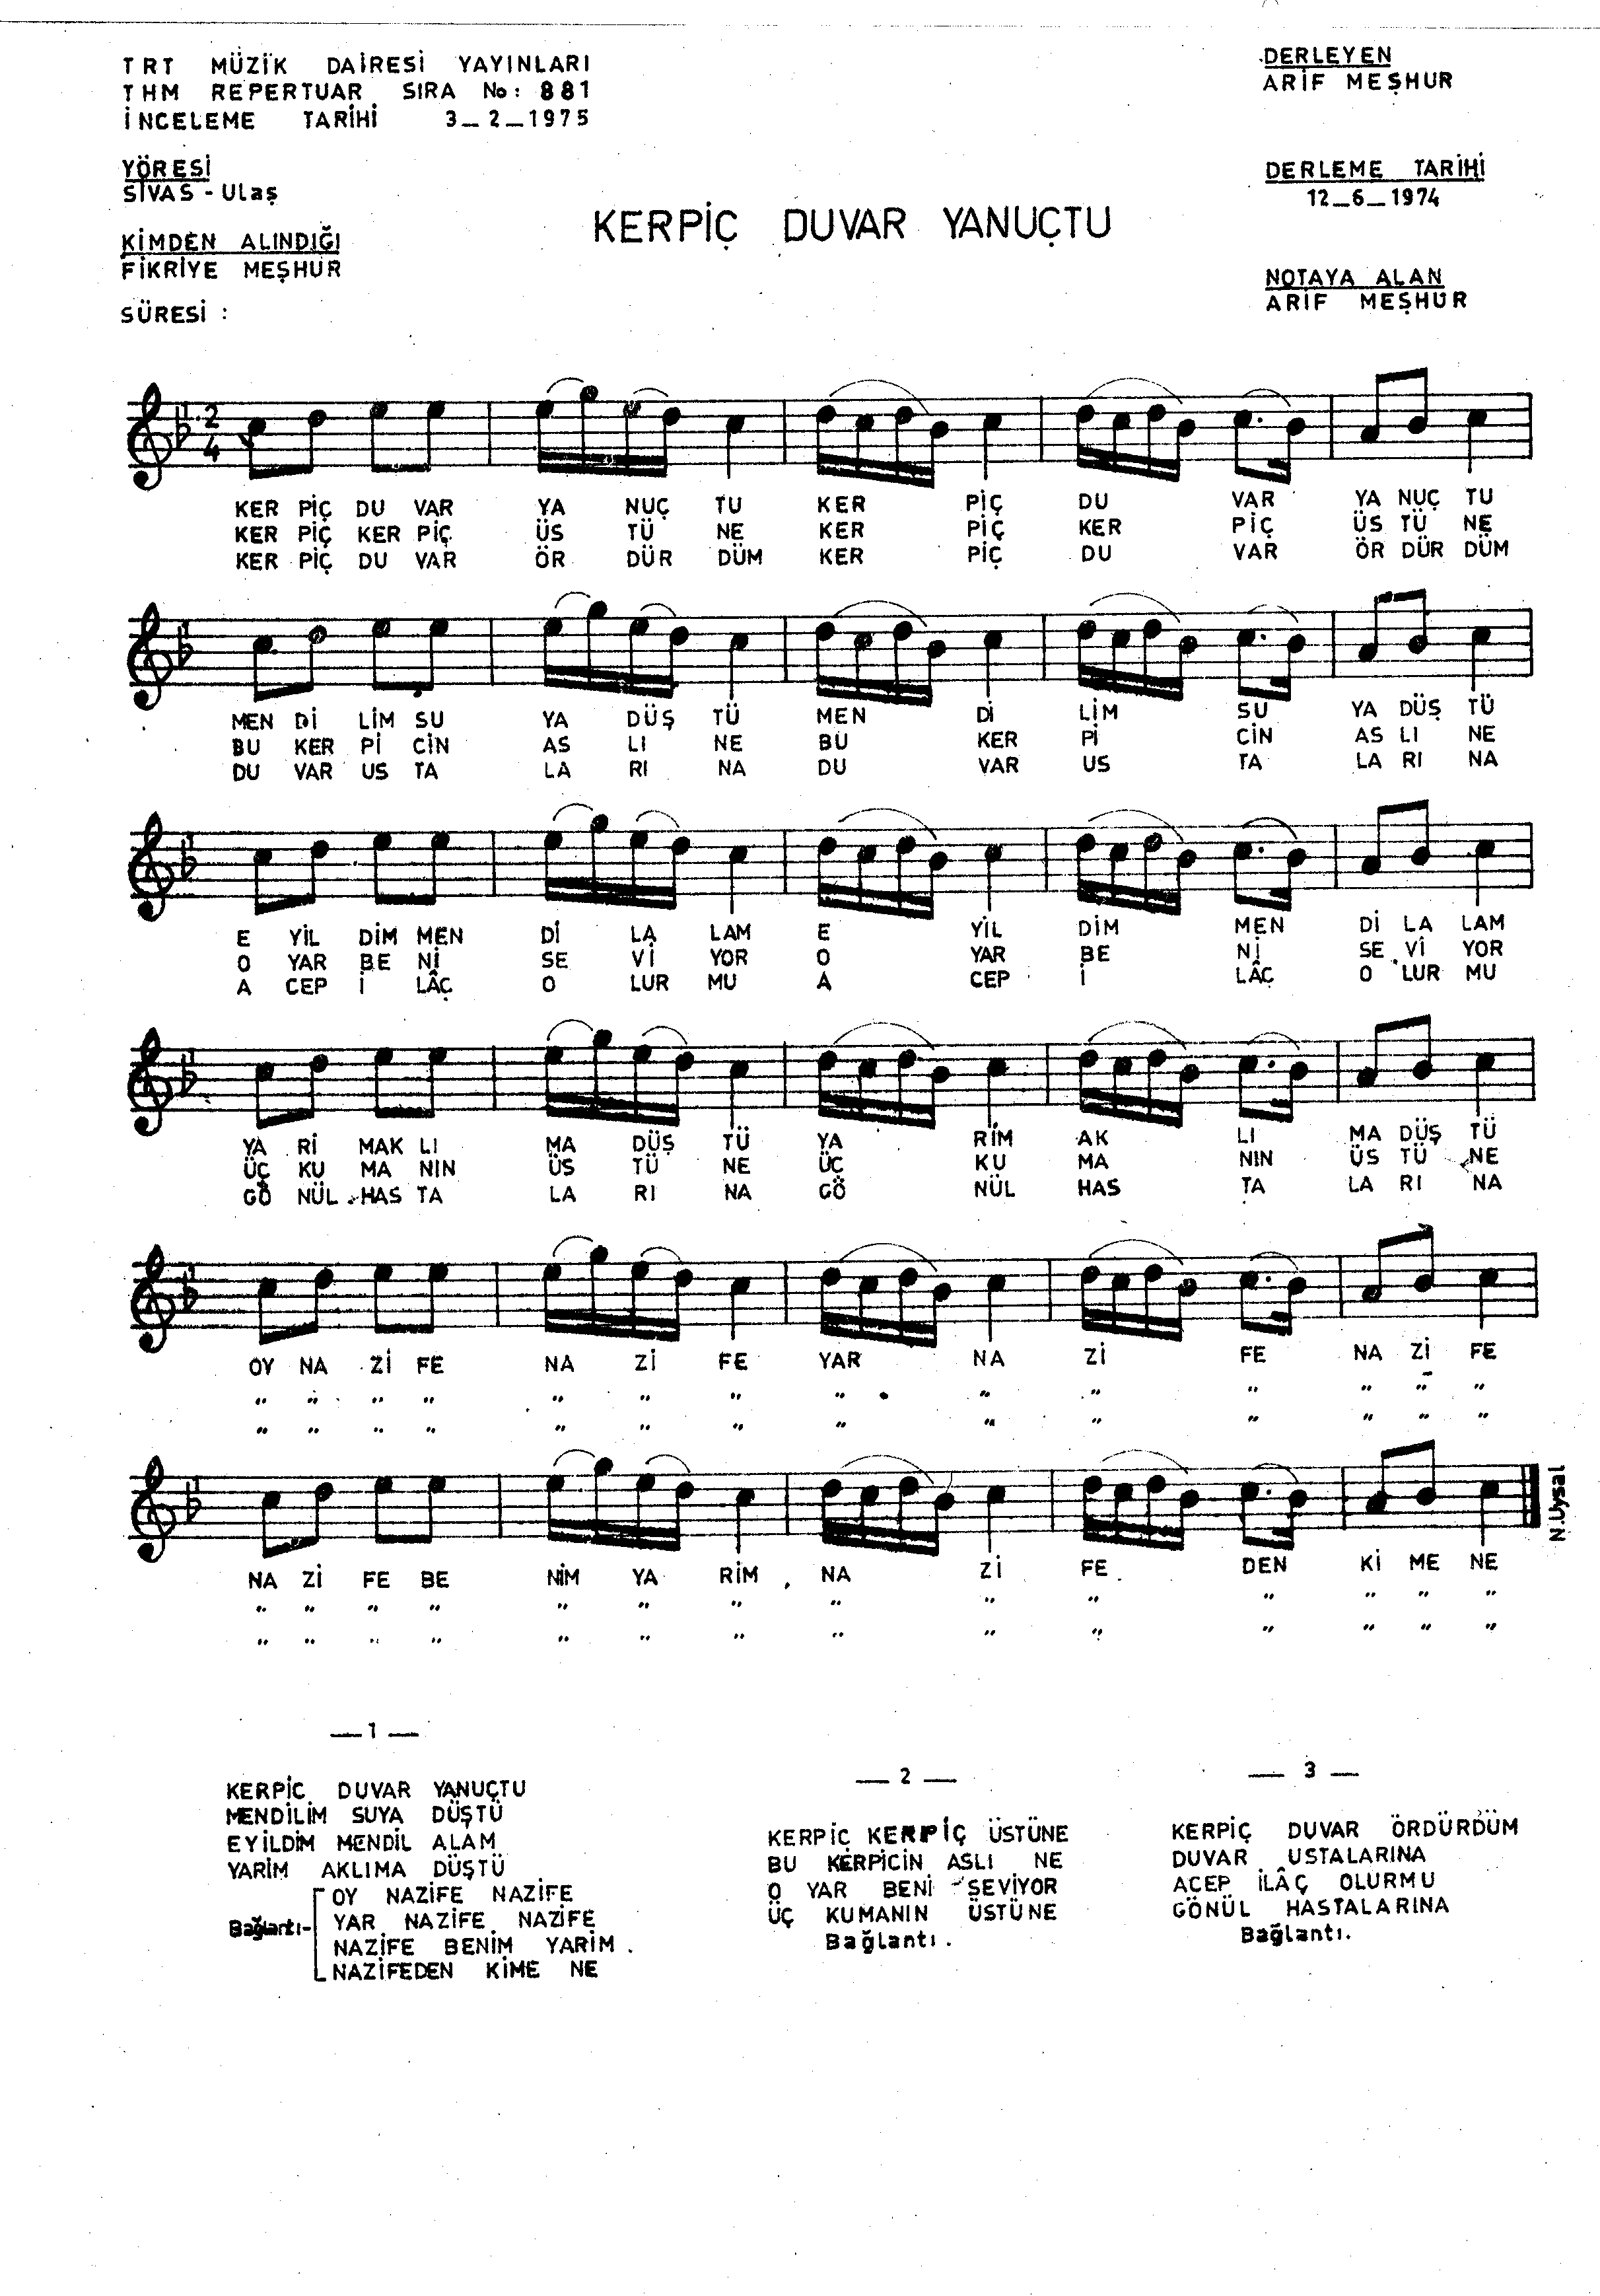 TRT MÜZİK DAİRESİ YAYINLARI
THM REPERTUAR SIRA No: 881
İNCELEME TARİHİ 3_2_1975
DERLEYEN
ARİF MEŞHUR
YÖRESİ
SİVAS - Ulaş
DERLEME TARİHİ
12_6_1974
KERPİÇ DUVAR YANUÇTU
KİMDEN ALINDIĞI
FİKRİYE MEŞHUR
NOTAYA ALAN
ARİF MEŞHUR
SÜRESİ :
2
4
KER PİÇ DU VAR YA NUÇ TU KER PİÇ DU VAR YA NUÇ TU
KER PİÇ KER PİÇ ÜS TÜ NE KER PİÇ KER PİÇ ÜS TÜ NE
KER PİÇ DU VAR ÖR DÜR DÜM KER PİÇ DU VAR ÖR DÜR DÜM
MEN Dİ LİM SU YA DÜŞ TÜ MEN Dİ LİM SU YA DÜŞ TÜ
BU KER Pİ CİN AS LI NE BU KER Pİ CİN AS LI NE
DU VAR US TA LA RI NA DU VAR US TA LA RI NA
E YİL DİM MEN Dİ LA LAM E YİL DİM MEN Dİ LA LAM
O YAR BE Nİ SE Vİ YOR O YAR BE Nİ SE Vİ YOR
A CEP İ LÂÇ O LUR MU A CEP İ LÂÇ O LUR MU
YA Rİ MAK LI MA DÜŞ TÜ YA RİM AK LI MA DÜŞ TÜ
ÜÇ KU MA NIN ÜS TÜ NE ÜÇ KU MA NIN ÜS TÜ NE
GÖ NÜL HAS TA LA RI NA GÖ NÜL HAS TA LA RI NA
OY NA Zİ FE NA Zİ FE YAR NA Zİ FE NA Zİ FE
" " " " " " " " " " " " " "
" " " " " " " " " " " " " "
N.Uysal
NA Zİ FE BE NİM YA RİM , NA Zİ FE DEN Kİ ME NE
" " " " " " " " " " " " " "
" " " " " " " " " " " " " "
— 1 —
KERPİC DUVAR YANUÇTU
MENDİLİM SUYA DÜŞTÜ
EYİLDİM MENDİL ALAM
YARİM AKLIMA DÜŞTÜ
OY NAZİFE NAZİFE
Bağlantı- YAR NAZİFE NAZİFE
NAZİFE BENİM YARİM .
NAZİFEDEN KİME NE
— 2 —
KERPİÇ KERPİÇ ÜSTÜNE
BU KERPİCİN ASLI NE
O YAR BENİ SEVİYOR
ÜÇ KUMANIN ÜSTÜNE
Bağlantı .
— 3 —
KERPİÇ DUVAR ÖRDÜRDÜM
DUVAR USTALARINA
ACEP İLÂÇ OLURMU
GÖNÜL HASTALARINA
Bağlantı.